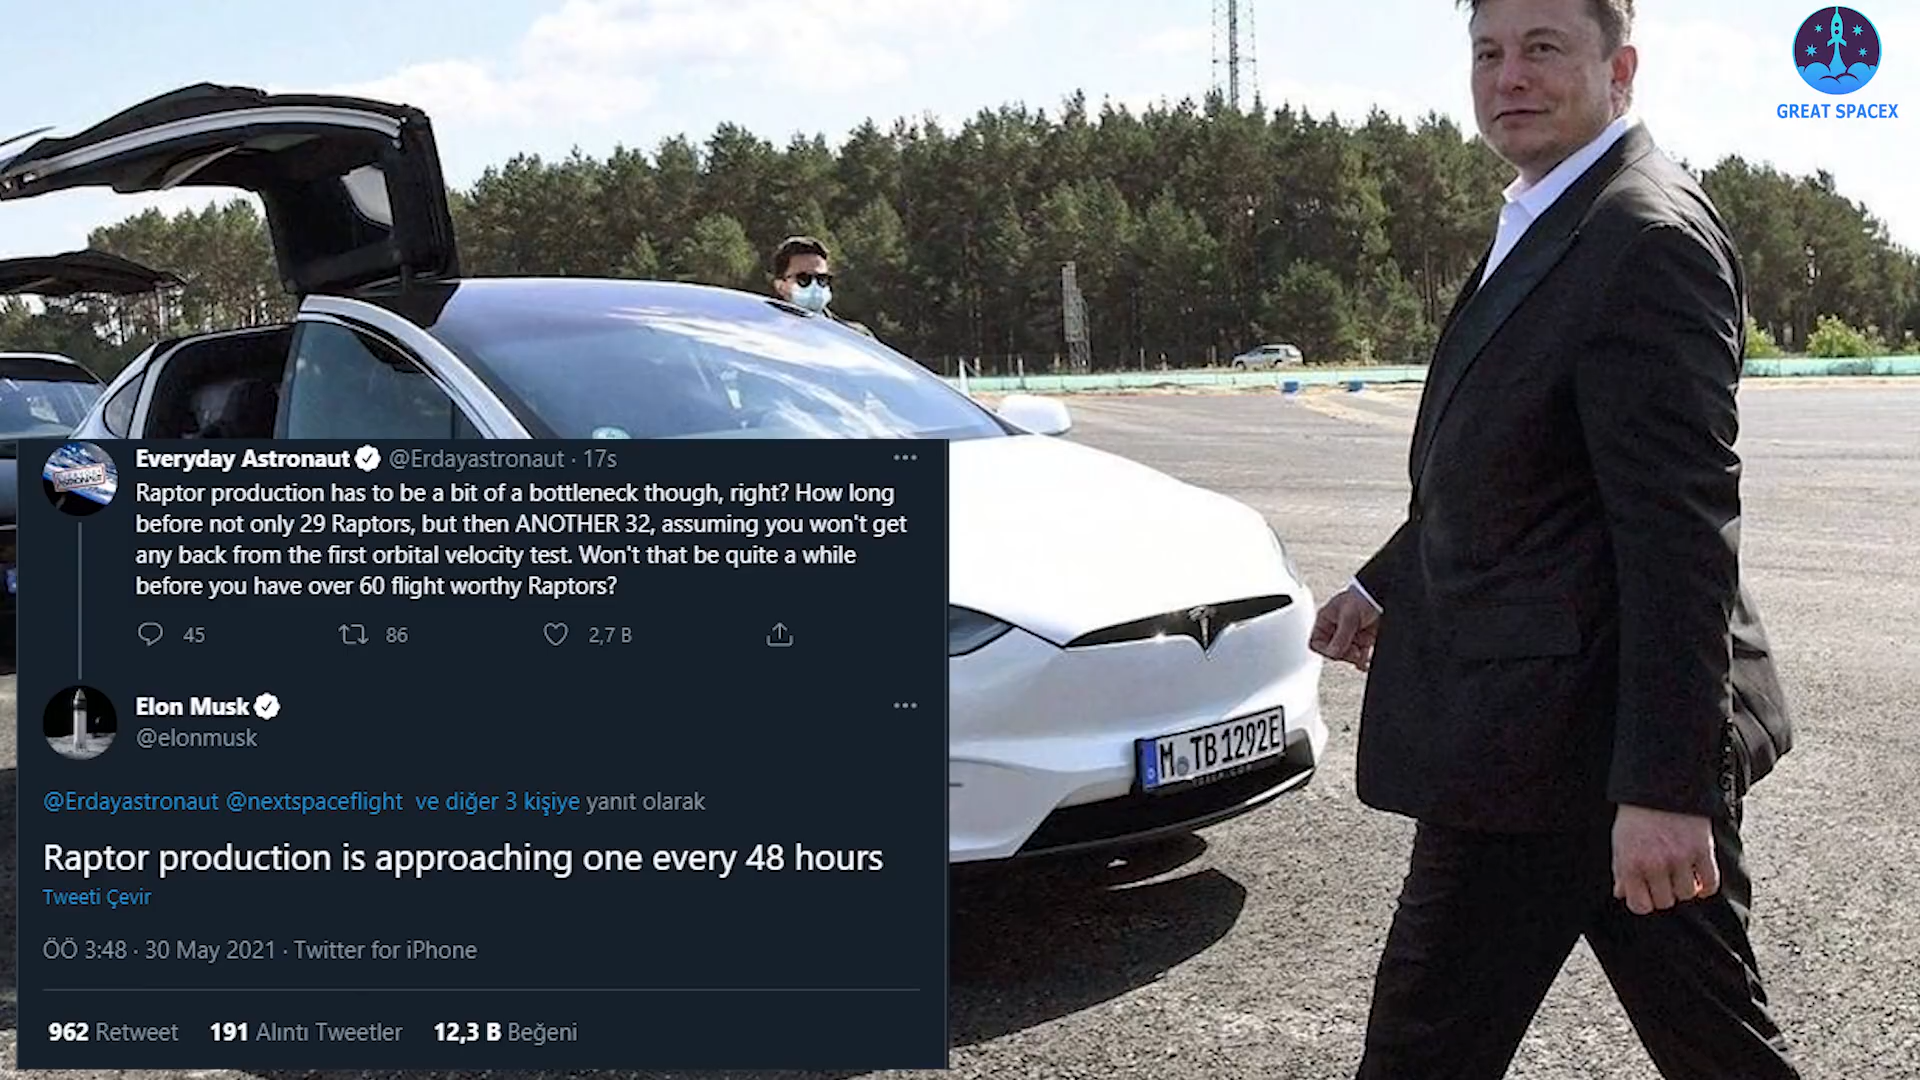 GREAT SPACEX
Everyday Astronaut @Erdayastronaut · 17s
Raptor production has to be a bit of a bottleneck though, right? How long
before not only 29 Raptors, but then ANOTHER 32, assuming you won't get
any back from the first orbital velocity test. Won't that be quite a while
before you have over 60 flight worthy Raptors?
45 86 2,7 B
Elon Musk
@elonmusk
@Erdayastronaut @nextspaceflight ve diğer 3 kişiye yanıt olarak
Raptor production is approaching one every 48 hours
Tweeti Çevir
ÖÖ 3:48 · 30 May 2021 · Twitter for iPhone
962 Retweet 191 Alıntı Tweetler 12,3 B Beğeni
M TB 1292E